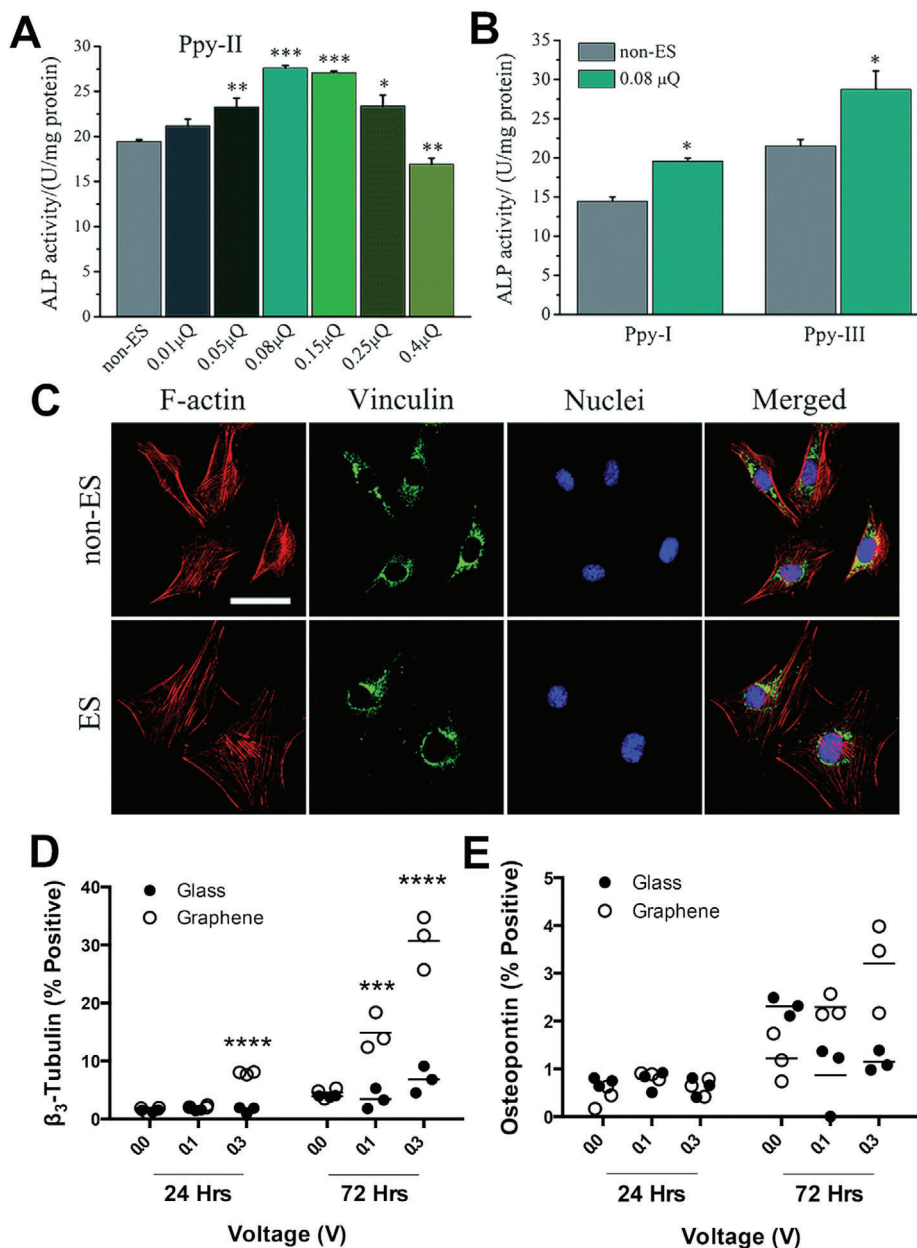 A
Ppy-II
ALP activity/(U/mg protein)
30
25
20
15
10
5
0
**
***
***
*
**
non-ES
0.01μQ
0.05μQ
0.08μQ
0.15μQ
0.25μQ
0.4μQ
B
ALP activity/ (U/mg protein)
35
30
25
20
15
10
5
0
non-ES
0.08 μQ
*
*
Ppy-I
Ppy-III
C
F-actin
Vinculin
Nuclei
Merged
non-ES
ES
D
β3-Tubulin (% Positive)
40
30
20
10
0
Glass
Graphene
****
***
****
0.0
0.1
0.3
0.0
0.1
0.3
24 Hrs
72 Hrs
Voltage (V)
E
Osteopontin (% Positive)
5
4
3
2
1
0
Glass
Graphene
0.0
0.1
0.3
0.0
0.1
0.3
24 Hrs
72 Hrs
Voltage (V)